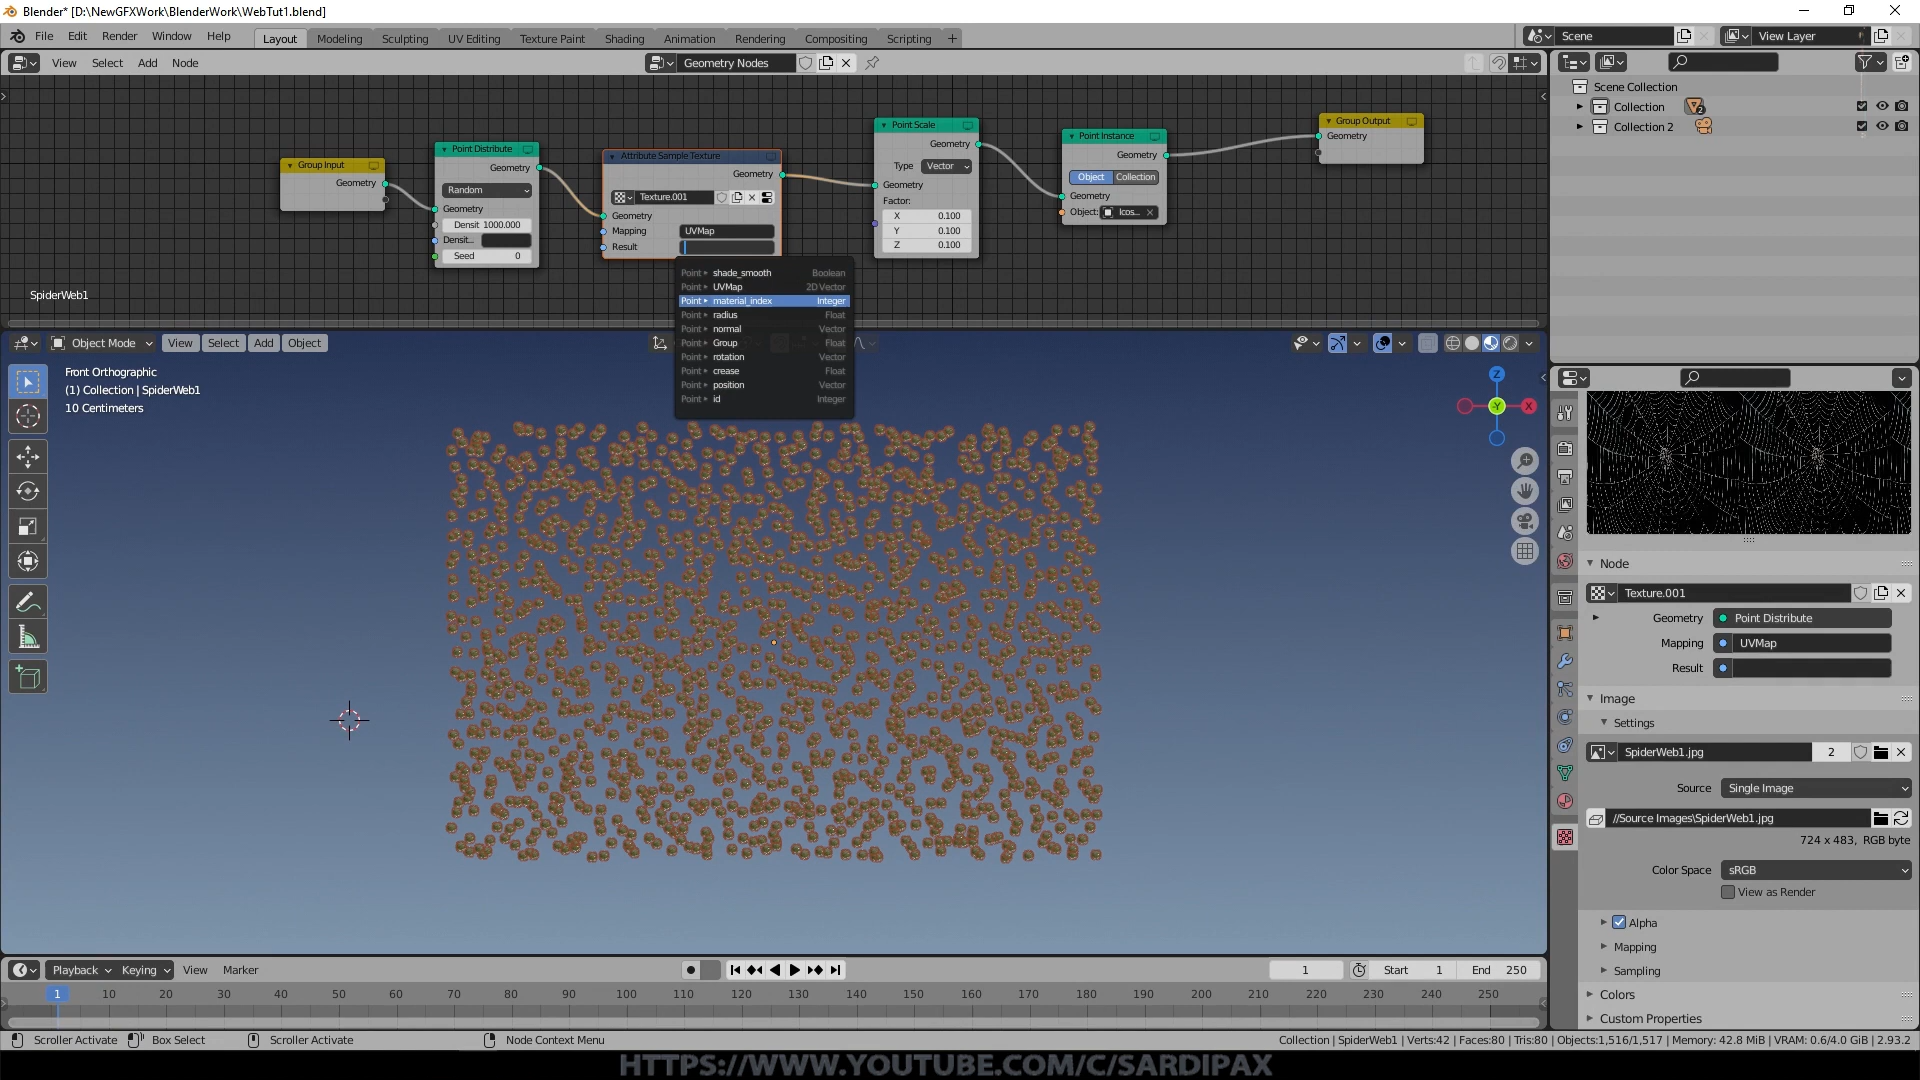 Blender* [D:\NewGFXWork\BlenderWork\WebTut1.blend]
File Edit Render Window Help Layout Modeling Sculpting UV Editing Texture Paint Shading Animation Rendering Compositing Scripting + Scene View Layer
View Select Add Node Geometry Nodes
Scene Collection
Collection 2
Collection 2
Group Input
Geometry
Point Distribute
Geometry
Random
Geometry
Densit 1000.000
Densit..
Seed 0
Attribute Sample Texture
Geometry
Texture.001
Geometry
Mapping UVMap
Result
Point Scale
Geometry
Type Vector
Geometry
Factor:
X 0.100
Y 0.100
Z 0.100
Point Instance
Geometry
Object Collection
Geometry
Object: Icos...
Group Output
Geometry
Point shade_smooth Boolean
Point UVMap 2D Vector
Point material_index Integer
Point radius Float
Point normal Vector
Point Group Float
Point rotation Vector
Point crease Float
Point position Vector
Point id Integer
SpiderWeb1
Object Mode View Select Add Object
Front Orthographic
(1) Collection | SpiderWeb1
10 Centimeters
Z
-Y
X
Node
Texture.001
Geometry Point Distribute
Mapping UVMap
Result
Image
Settings
SpiderWeb1.jpg 2
Source Single Image
//Source Images\SpiderWeb1.jpg
724 x 483, RGB byte
Color Space sRGB
View as Render
Alpha
Mapping
Sampling
Colors
Custom Properties
Playback Keying View Marker 1 Start 1 End 250
1 10 20 30 40 50 60 70 80 90 100 110 120 130 140 150 160 170 180 190 200 210 220 230 240 250
Scroller Activate Box Select Scroller Activate Node Context Menu Collection | SpiderWeb1 | Verts:42 | Faces:80 | Tris:80 | Objects:1,516/1,517 | Memory: 42.8 MiB | VRAM: 0.6/4.0 GiB | 2.93.2
HTTPS://WWW.YOUTUBE.COM/C/SARDIPAX